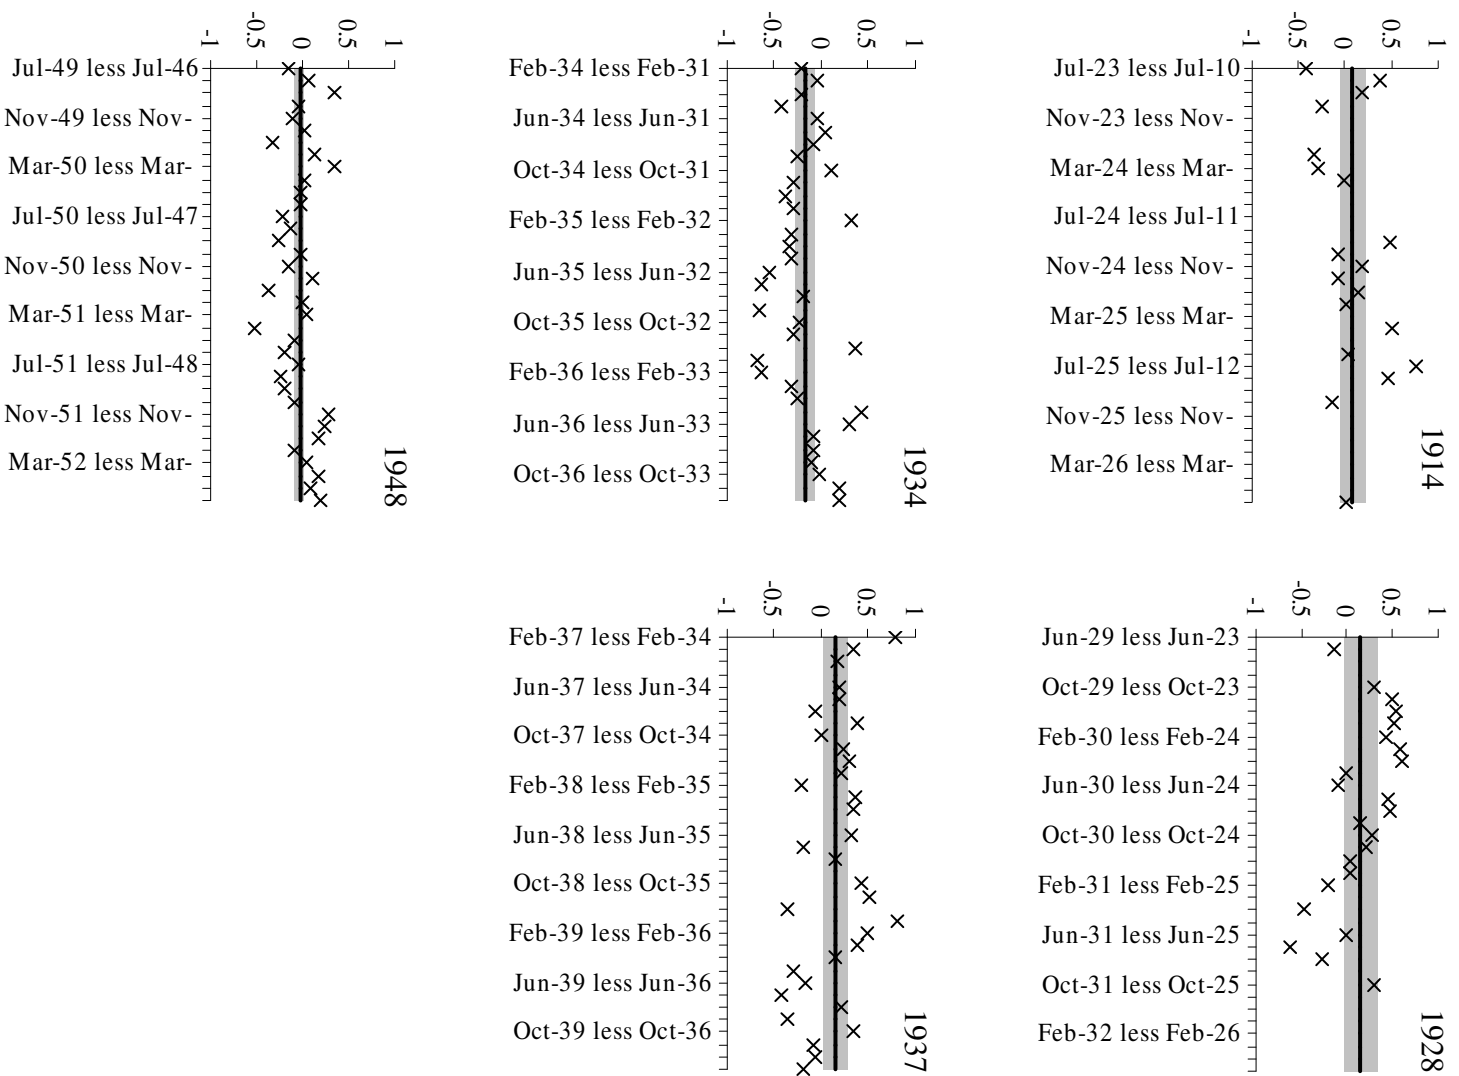 -1
-0.5
0
0.5
1
Jul-49 less Jul-46
Nov-49 less Nov-
Mar-50 less Mar-
Jul-50 less Jul-47
Nov-50 less Nov-
Mar-51 less Mar-
Jul-51 less Jul-48
Nov-51 less Nov-
Mar-52 less Mar-
1948
-1
-0.5
0
0.5
1
Feb-34 less Feb-31
Jun-34 less Jun-31
Oct-34 less Oct-31
Feb-35 less Feb-32
Jun-35 less Jun-32
Oct-35 less Oct-32
Feb-36 less Feb-33
Jun-36 less Jun-33
Oct-36 less Oct-33
1934
-1
-0.5
0
0.5
1
Jul-23 less Jul-10
Nov-23 less Nov-
Mar-24 less Mar-
Jul-24 less Jul-11
Nov-24 less Nov-
Mar-25 less Mar-
Jul-25 less Jul-12
Nov-25 less Nov-
Mar-26 less Mar-
1914
-1
-0.5
0
0.5
1
Feb-37 less Feb-34
Jun-37 less Jun-34
Oct-37 less Oct-34
Feb-38 less Feb-35
Jun-38 less Jun-35
Oct-38 less Oct-35
Feb-39 less Feb-36
Jun-39 less Jun-36
Oct-39 less Oct-36
1937
-1
-0.5
0
0.5
1
Jun-29 less Jun-23
Oct-29 less Oct-23
Feb-30 less Feb-24
Jun-30 less Jun-24
Oct-30 less Oct-24
Feb-31 less Feb-25
Jun-31 less Jun-25
Oct-31 less Oct-25
Feb-32 less Feb-26
1928